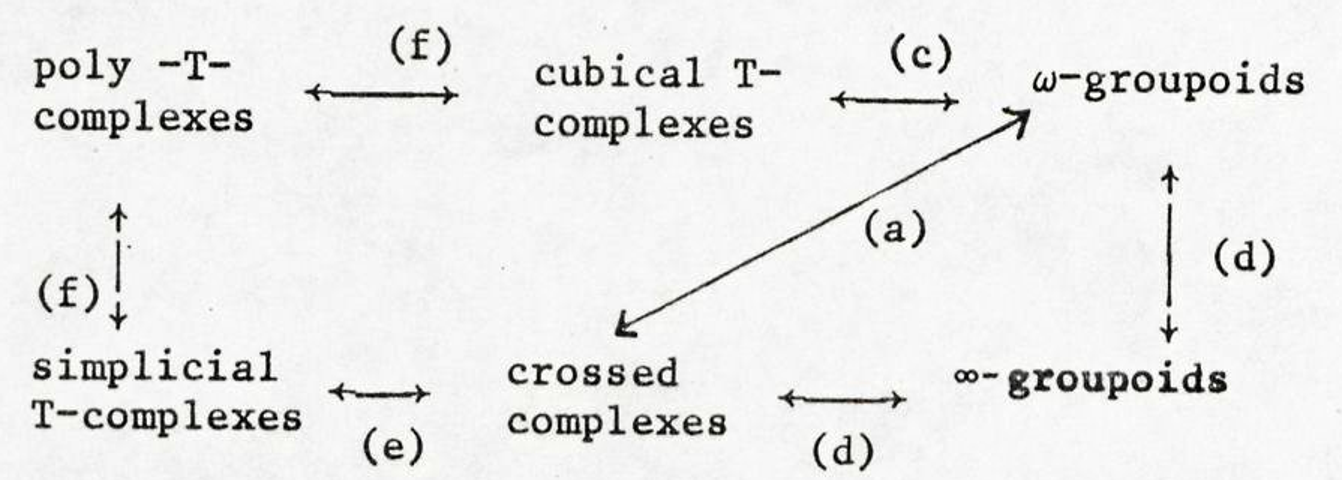 (f)
(c)
poly -T-
complexes
cubical T-
complexes
ω-groupoids
(a)
(d)
(f)
simplicial
T-complexes
crossed
complexes
∞-groupoids
(e)
(d)